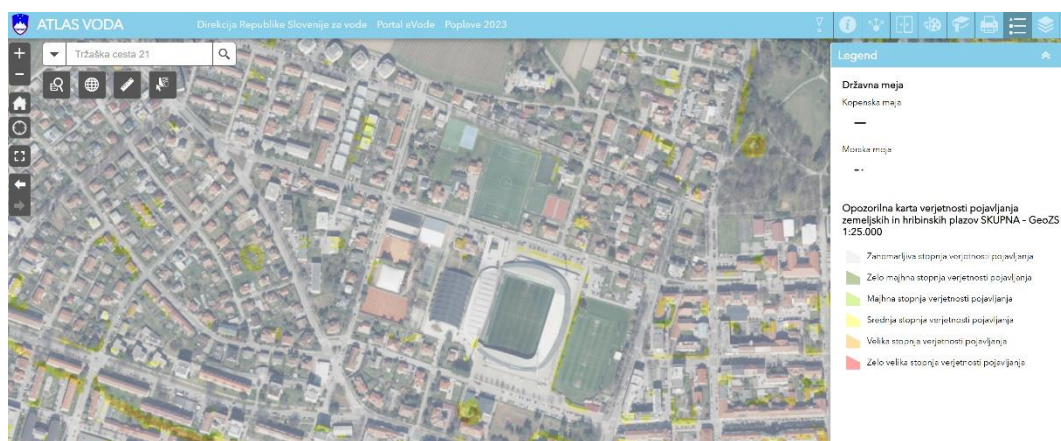 ATLAS VODA
Direkcija Republike Slovenije za vode Portal eVode Poplave 2023
Tržaška cesta 21
Legend
Državna meja
Kopenska meja
Morska meja
Opozorilna karta verjetnosti pojavljanja
zemeljskih in hribinskih plazov SKUPNA - GeoZS
1:25.000
Zanemarljiva stopnja verjetnosti pojavljanja
Zelo majhna stopnja verjetnosti pojavljanja
Majhna stopnja verjetnosti pojavljanja
Srednja stopnja verjetnosti pojavljanja
Velika stopnja verjetnosti pojavljanja
Zelo velika stopnja verjetnosti pojavljanja